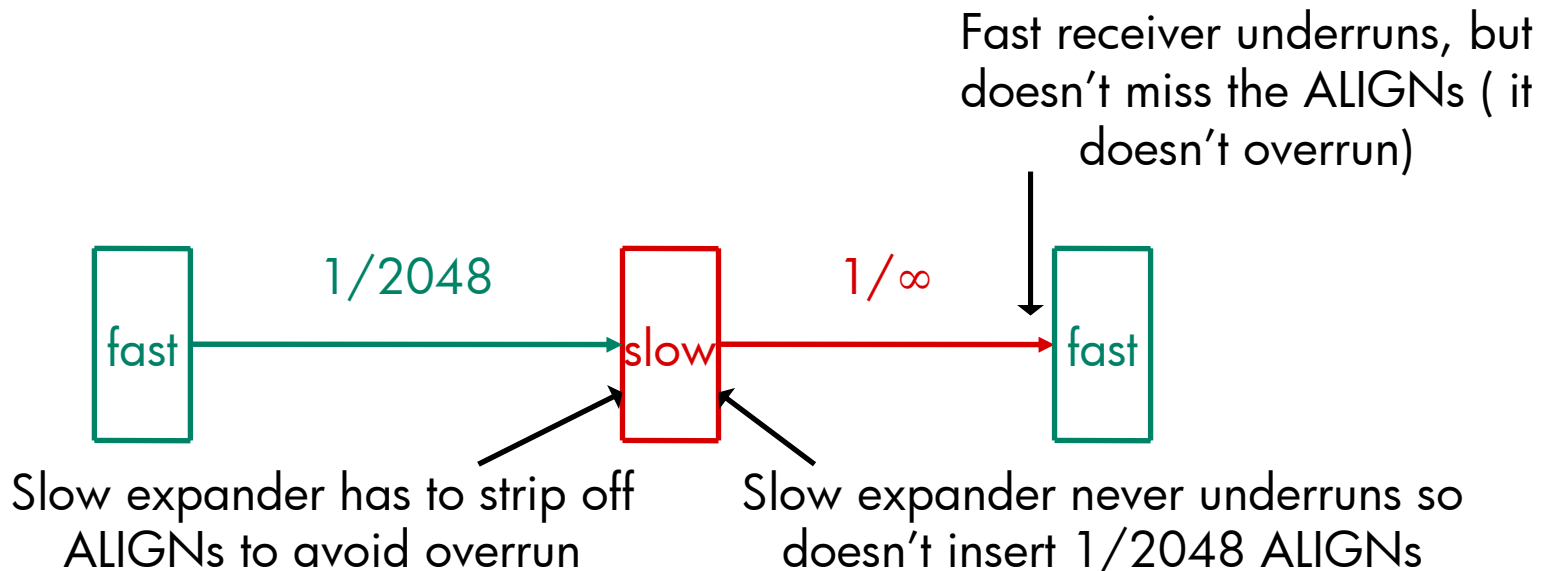 Fast receiver underruns, but
doesn't miss the ALIGNs ( it
doesn't overrun)
1/2048
1/∞
fast
slow
fast
Slow expander has to strip off
ALIGNs to avoid overrun
Slow expander never underruns so
doesn't insert 1/2048 ALIGNs